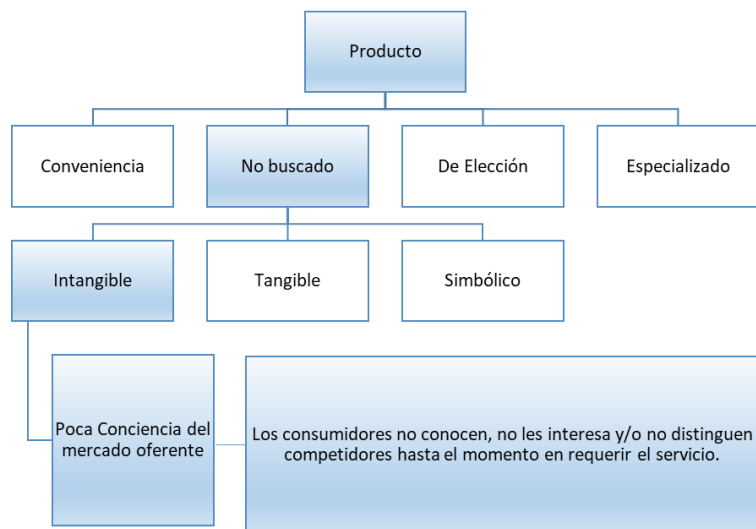 Producto
Conveniencia
No buscado
De Elección
Especializado
Intangible
Tangible
Simbólico
Poca Conciencia del
mercado oferente
Los consumidores no conocen, no les interesa y/o no distinguen
competidores hasta el momento en requerir el servicio.